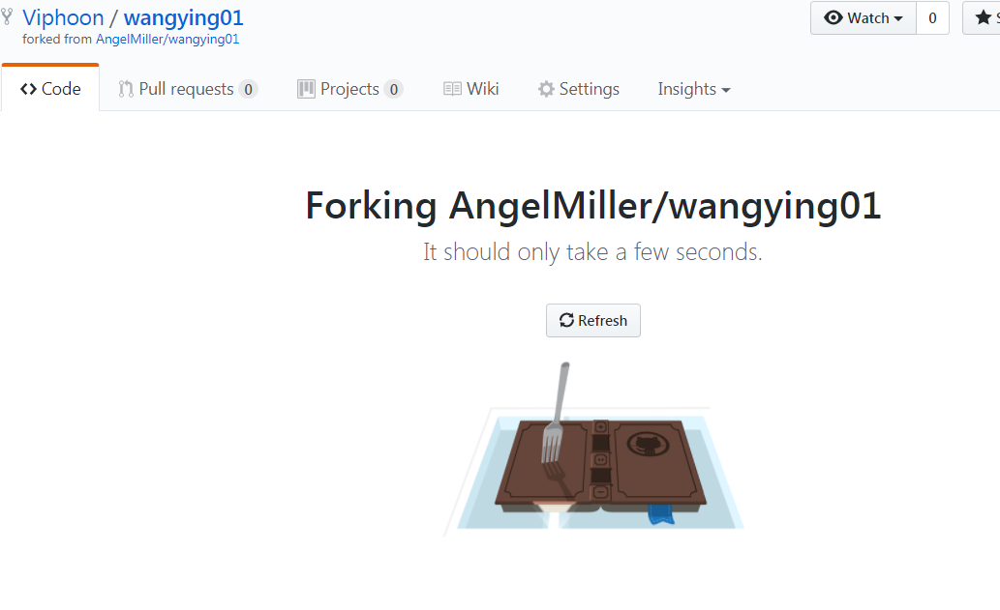 Viphoon / wangying01
Watch 0
forked from AngelMiller/wangying01
Code Pull requests 0 Projects 0 Wiki Settings Insights
Forking AngelMiller/wangying01
It should only take a few seconds.
Refresh